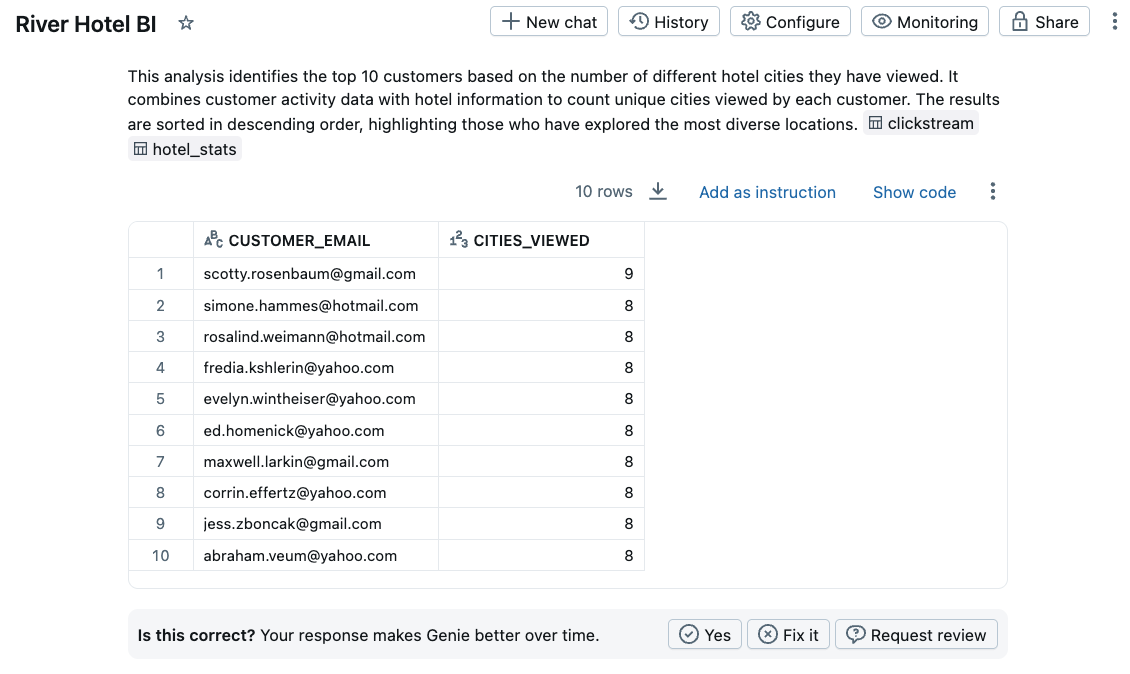 River Hotel BI
New chat
History
Configure
Monitoring
Share
This analysis identifies the top 10 customers based on the number of different hotel cities they have viewed. It
combines customer activity data with hotel information to count unique cities viewed by each customer. The results
are sorted in descending order, highlighting those who have explored the most diverse locations. clickstream
hotel_stats
10 rows Add as instruction Show code
ABC CUSTOMER_EMAIL 123 CITIES_VIEWED
1 scotty.rosenbaum@gmail.com 9
2 simone.hammes@hotmail.com 8
3 rosalind.weimann@hotmail.com 8
4 fredia.kshlerin@yahoo.com 8
5 evelyn.wintheiser@yahoo.com 8
6 ed.homenick@yahoo.com 8
7 maxwell.larkin@gmail.com 8
8 corrin.effertz@yahoo.com 8
9 jess.zboncak@gmail.com 8
10 abraham.veum@yahoo.com 8
Is this correct? Your response makes Genie better over time. Yes Fix it Request review